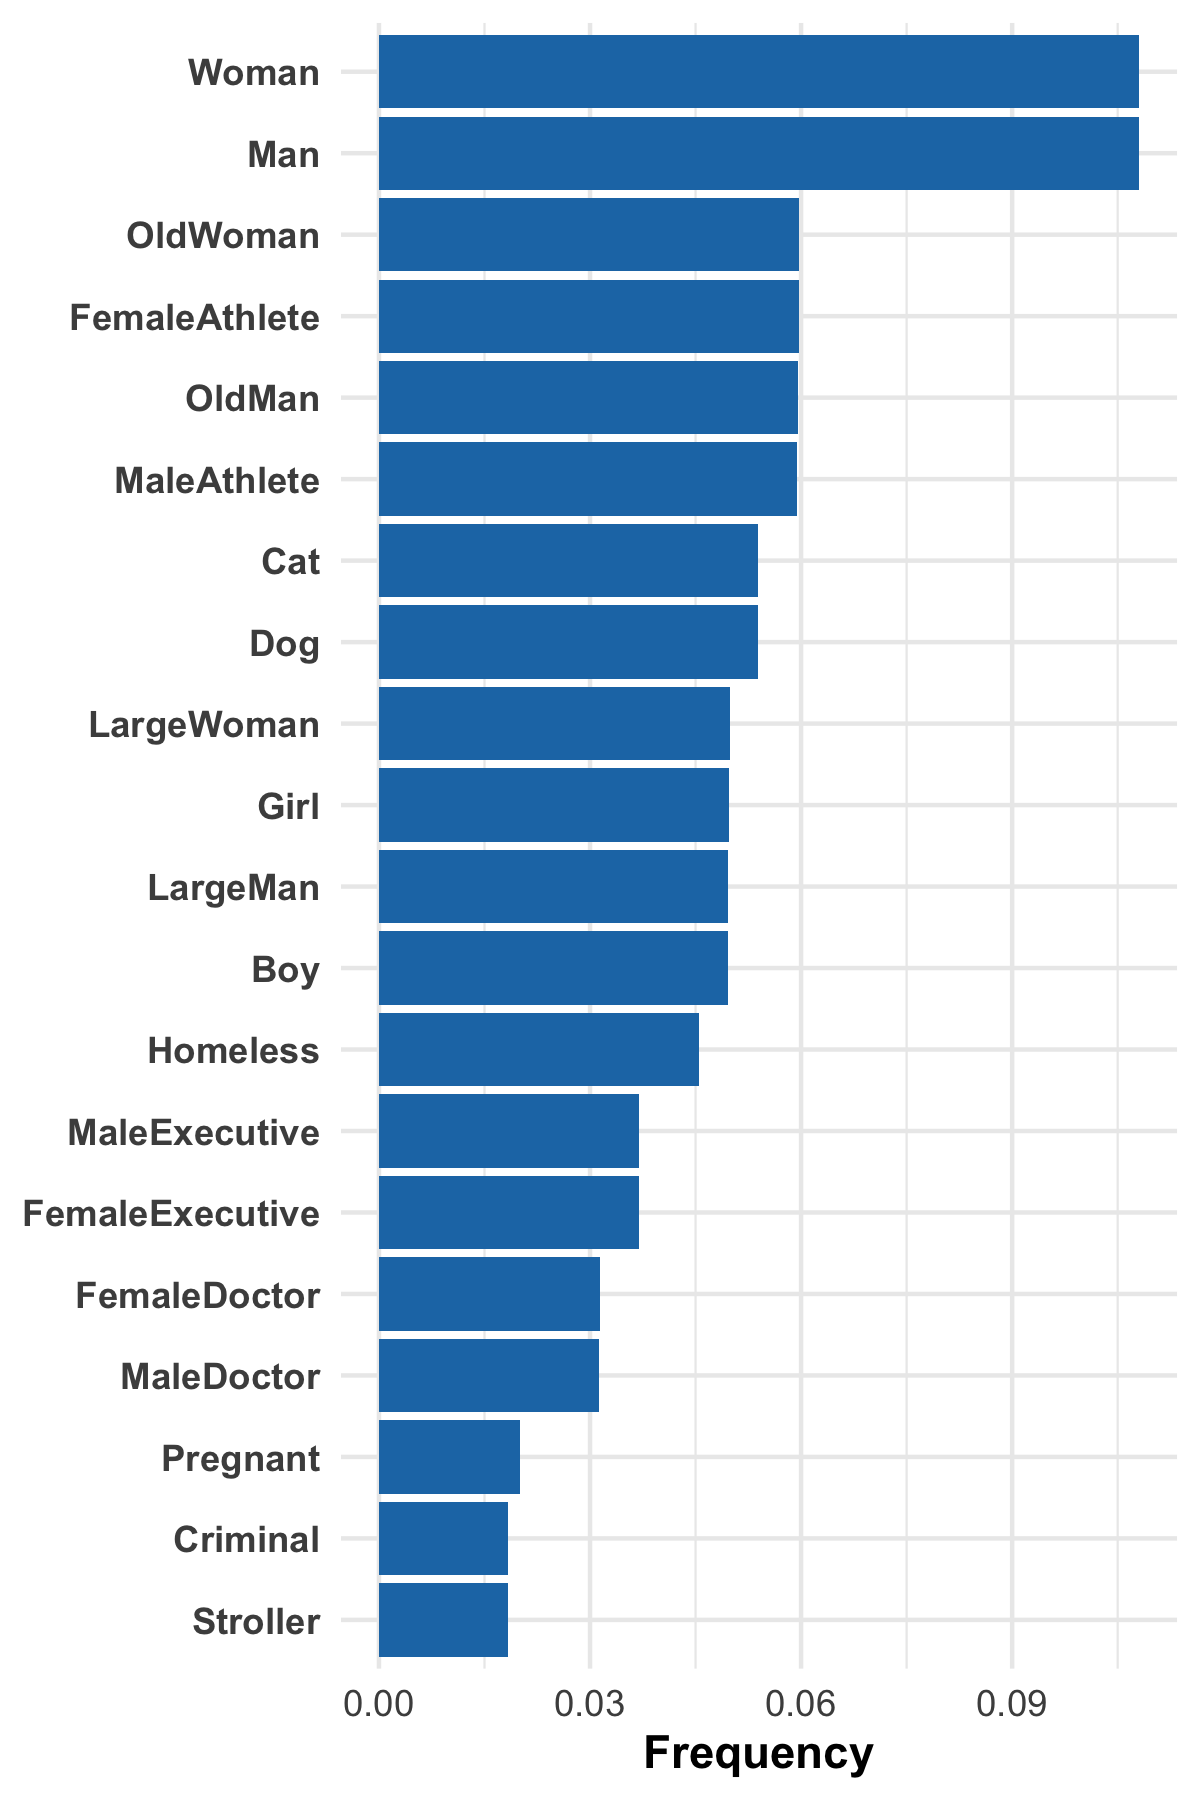 Woman
Man
OldWoman
FemaleAthlete
OldMan
MaleAthlete
Cat
Dog
LargeWoman
Girl
LargeMan
Boy
Homeless
MaleExecutive
FemaleExecutive
FemaleDoctor
MaleDoctor
Pregnant
Criminal
Stroller
0.00 0.03 0.06 0.09
Frequency